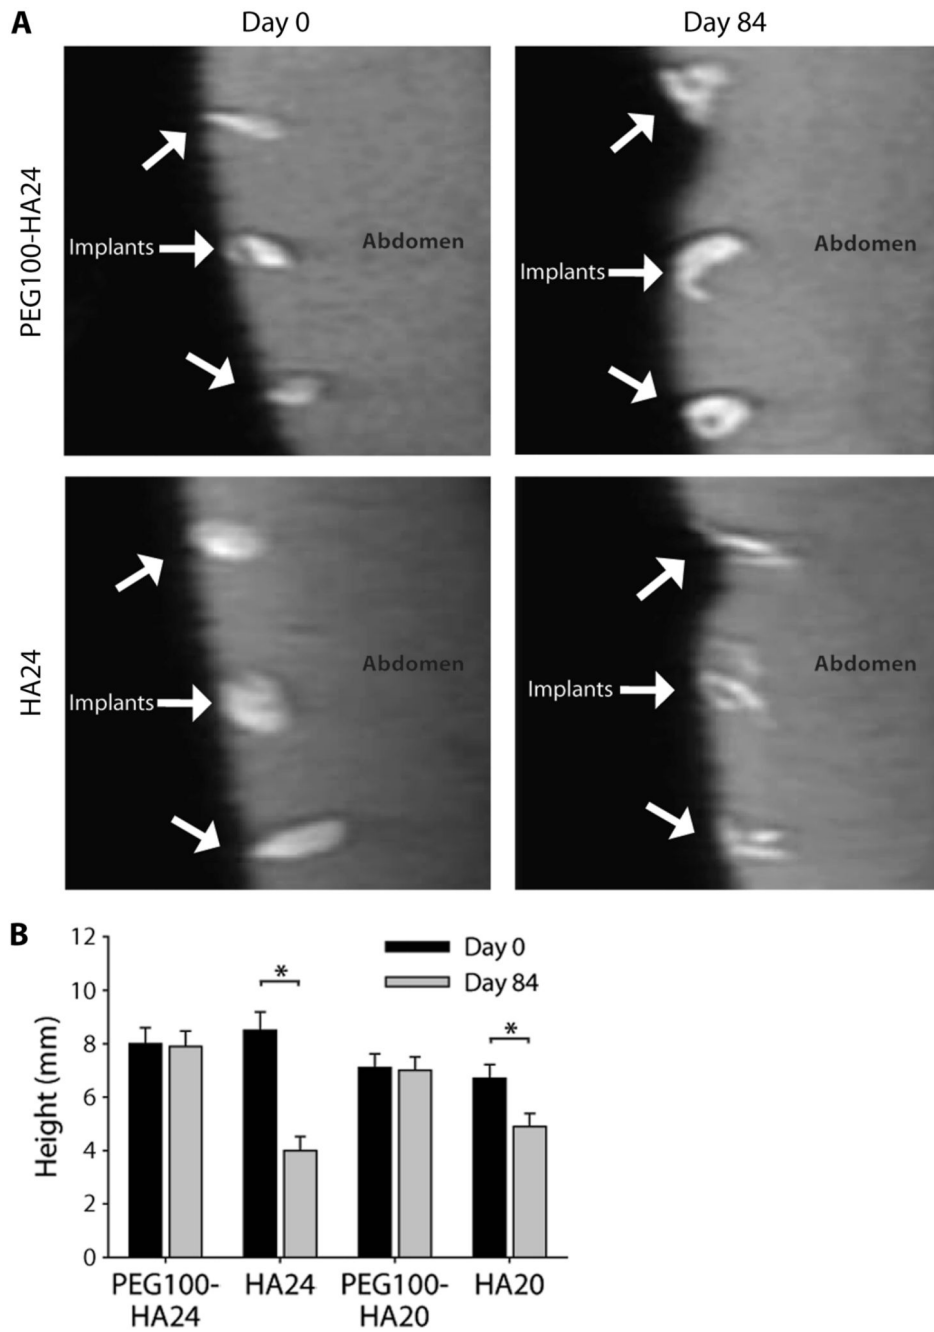 A
Day 0
Day 84
PEG100-HA24
Implants
Abdomen
Implants
Abdomen
HA24
Implants
Abdomen
Implants
Abdomen
B
Height (mm)
12
10
8
6
4
2
0
Day 0
Day 84
*
*
PEG100-
HA24
HA24
PEG100-
HA20
HA20